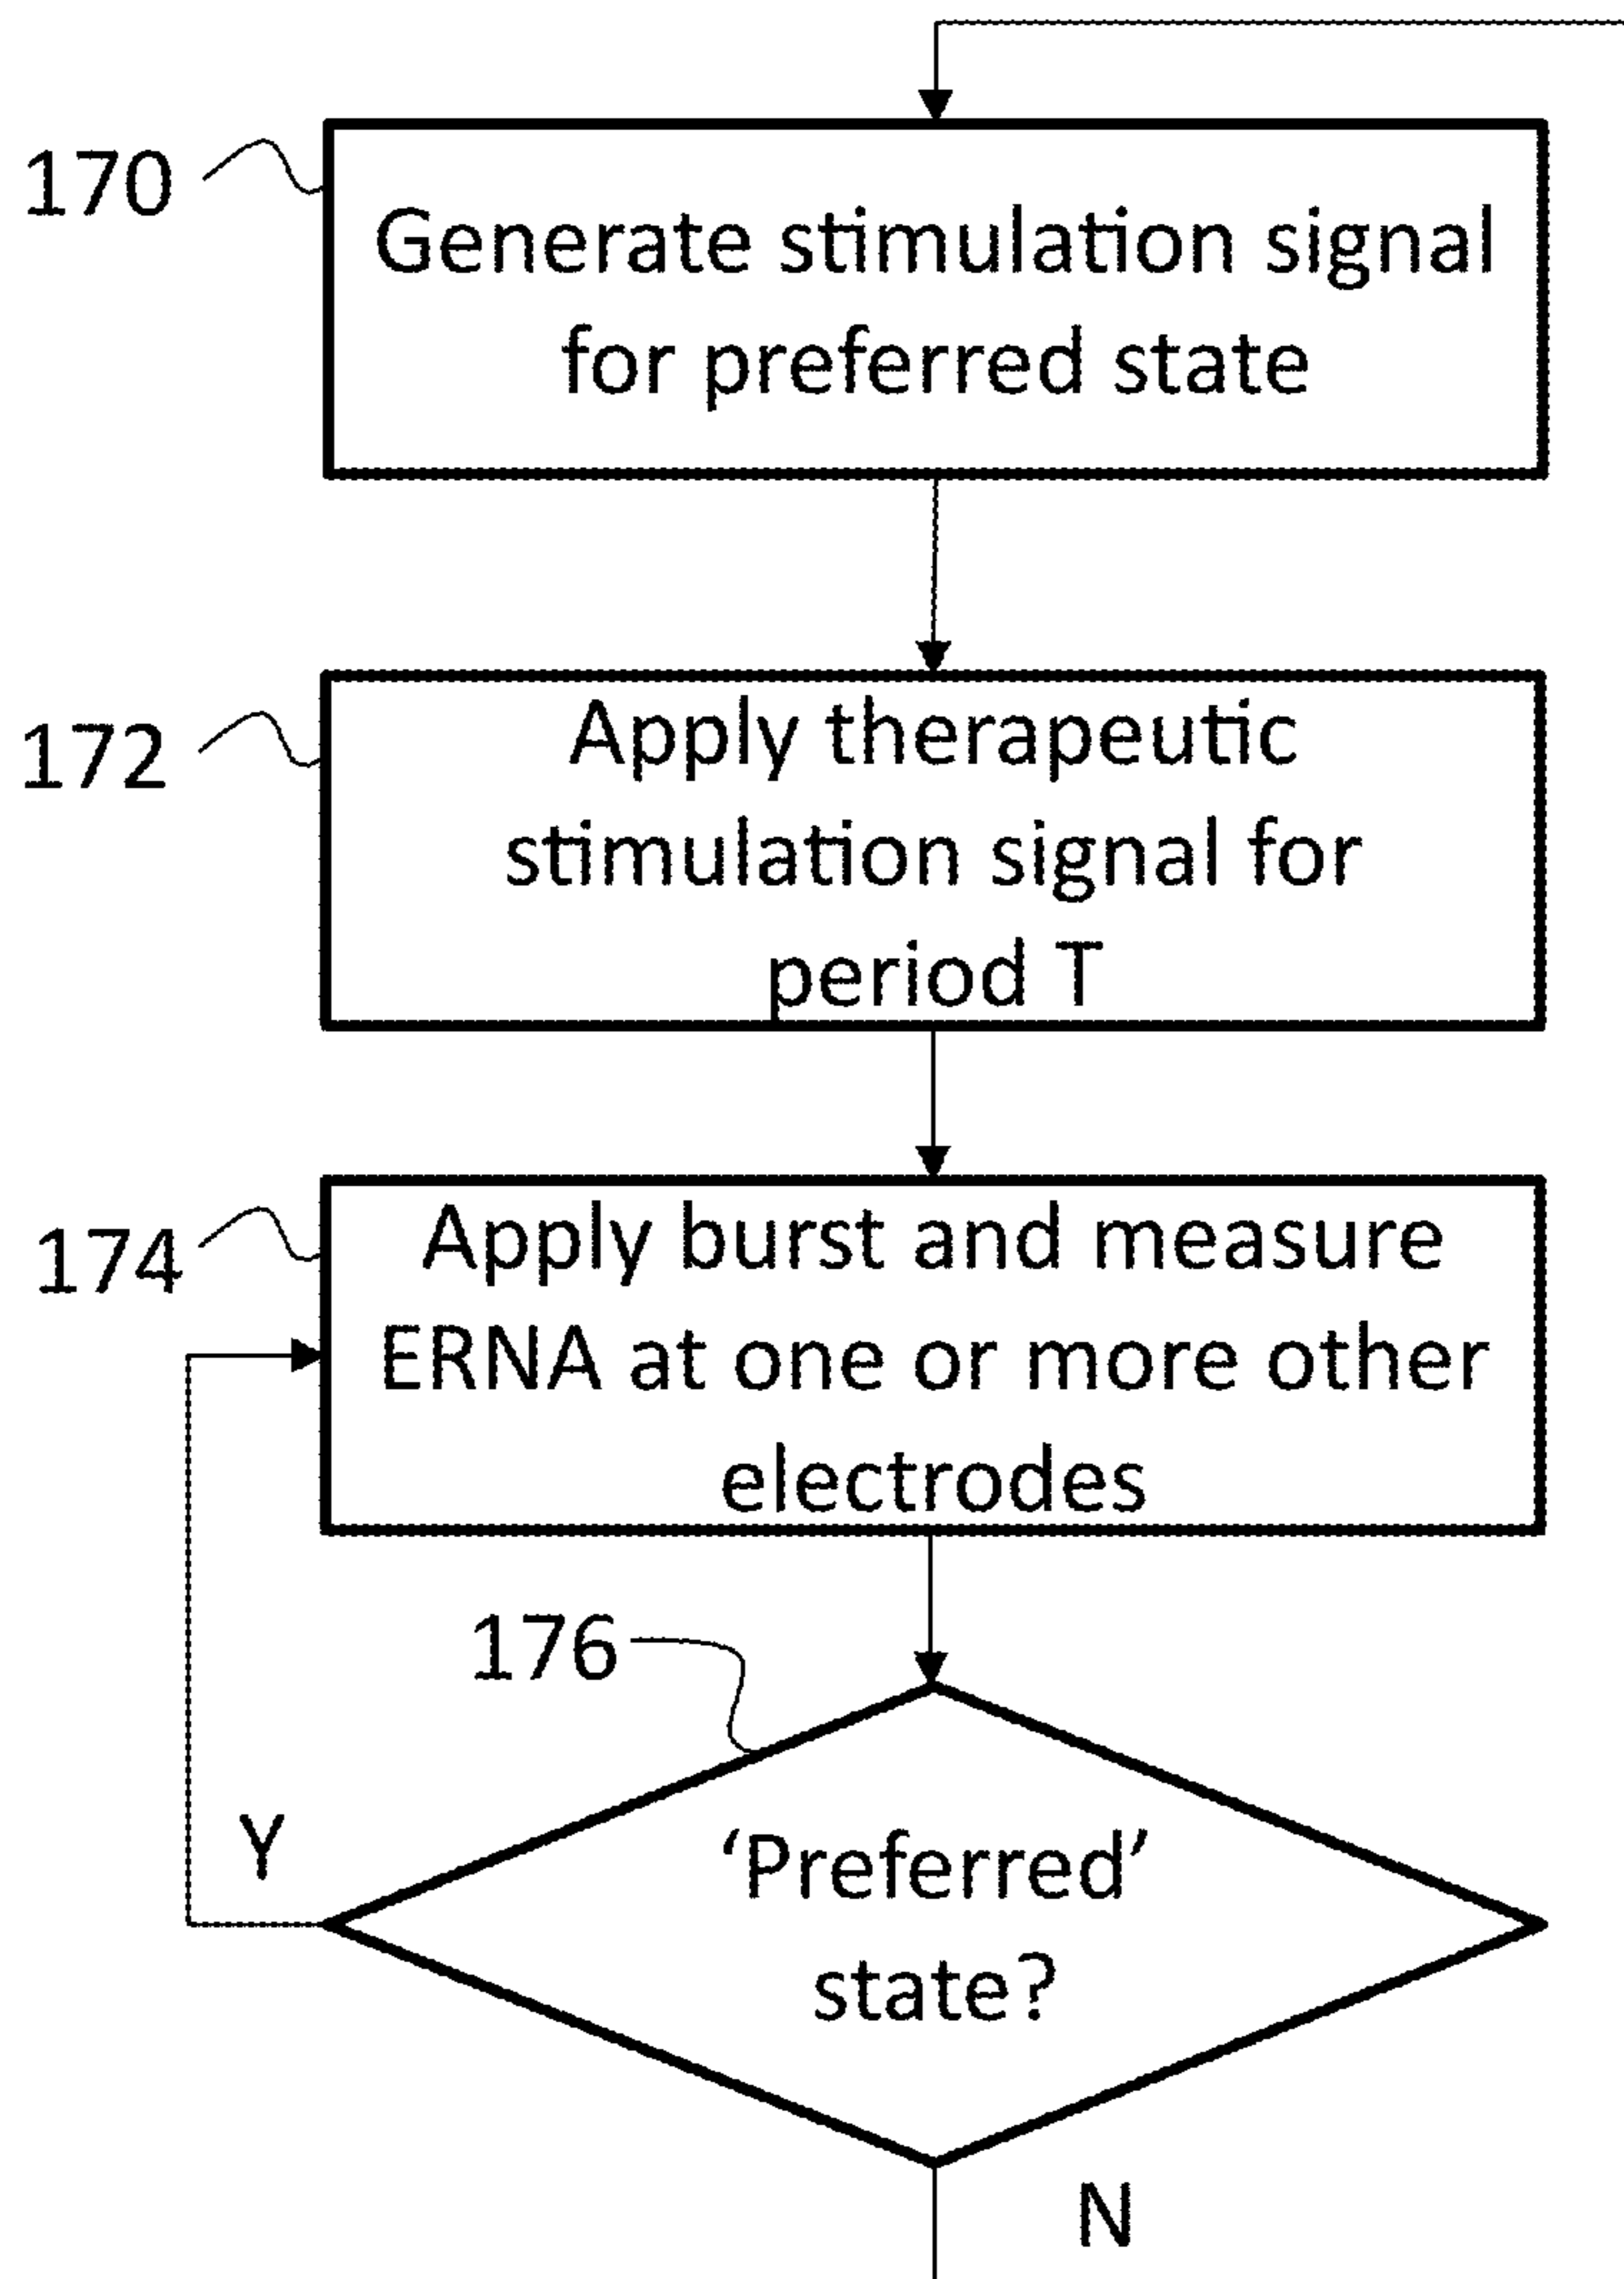 170
Generate stimulation signal
for preferred state
172
Apply therapeutic
stimulation signal for
period T
174
Apply burst and measure
ERNA at one or more other
electrodes
176
Y
‘Preferred’
state?
N